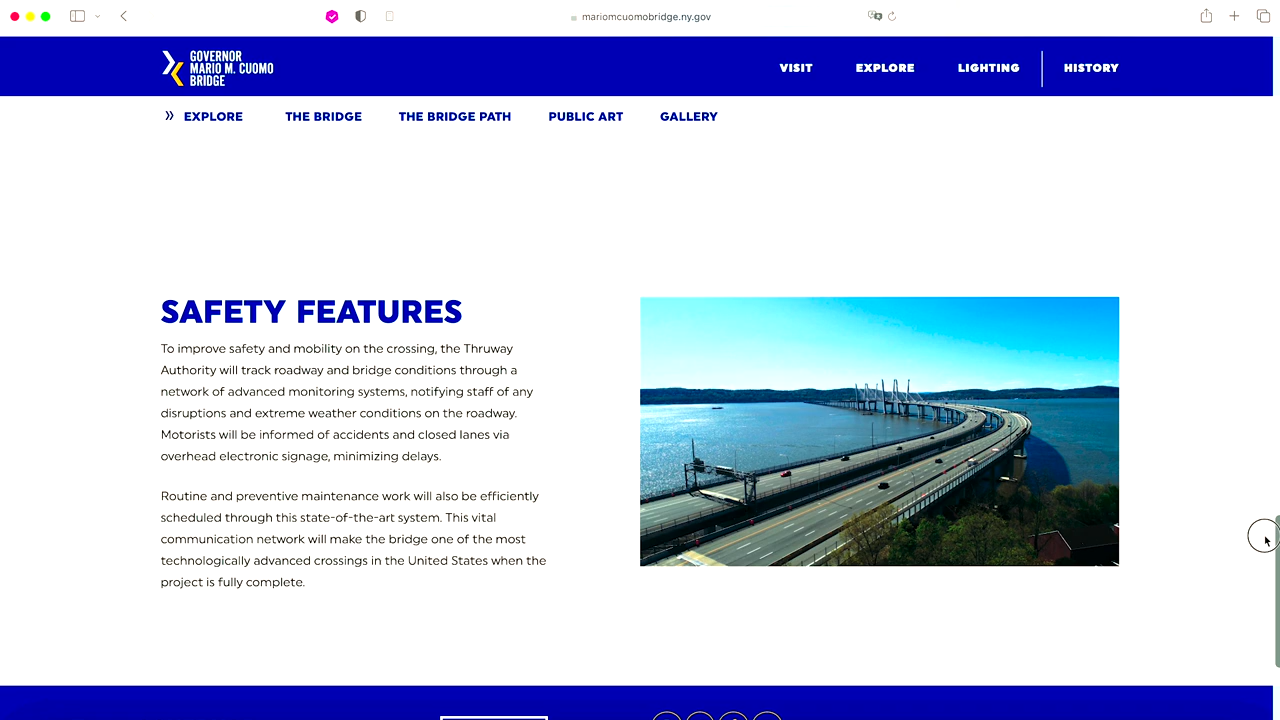 mariomcuomobridge.ny.gov
GOVERNOR
MARIO M. CUOMO
BRIDGE
VISIT
EXPLORE
LIGHTING
HISTORY
EXPLORE
THE BRIDGE
THE BRIDGE PATH
PUBLIC ART
GALLERY
SAFETY FEATURES
To improve safety and mobility on the crossing, the Thruway
Authority will track roadway and bridge conditions through a
network of advanced monitoring systems, notifying staff of any
disruptions and extreme weather conditions on the roadway.
Motorists will be informed of accidents and closed lanes via
overhead electronic signage, minimizing delays.
Routine and preventive maintenance work will also be efficiently
scheduled through this state-of-the-art system. This vital
communication network will make the bridge one of the most
technologically advanced crossings in the United States when the
project is fully complete.